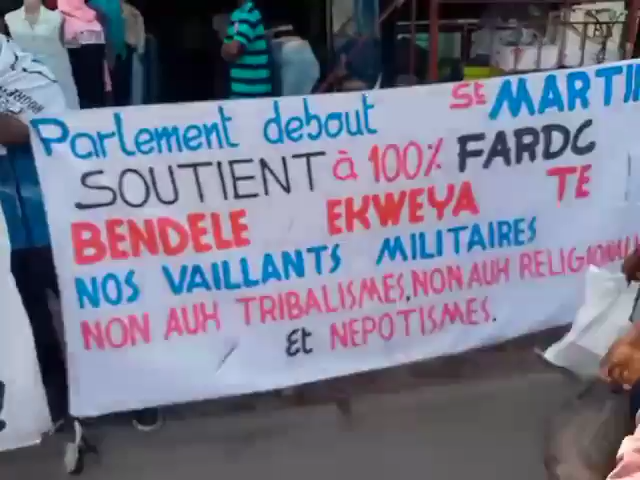 Parlement debout St MARTIN
SOUTIENT à 100% FARDC
BENDELE EKWEYA TE
NOS VAILLANTS MILITAIRES
NON AUX TRIBALISMES, NON AUX
Et NEPOTISMES.